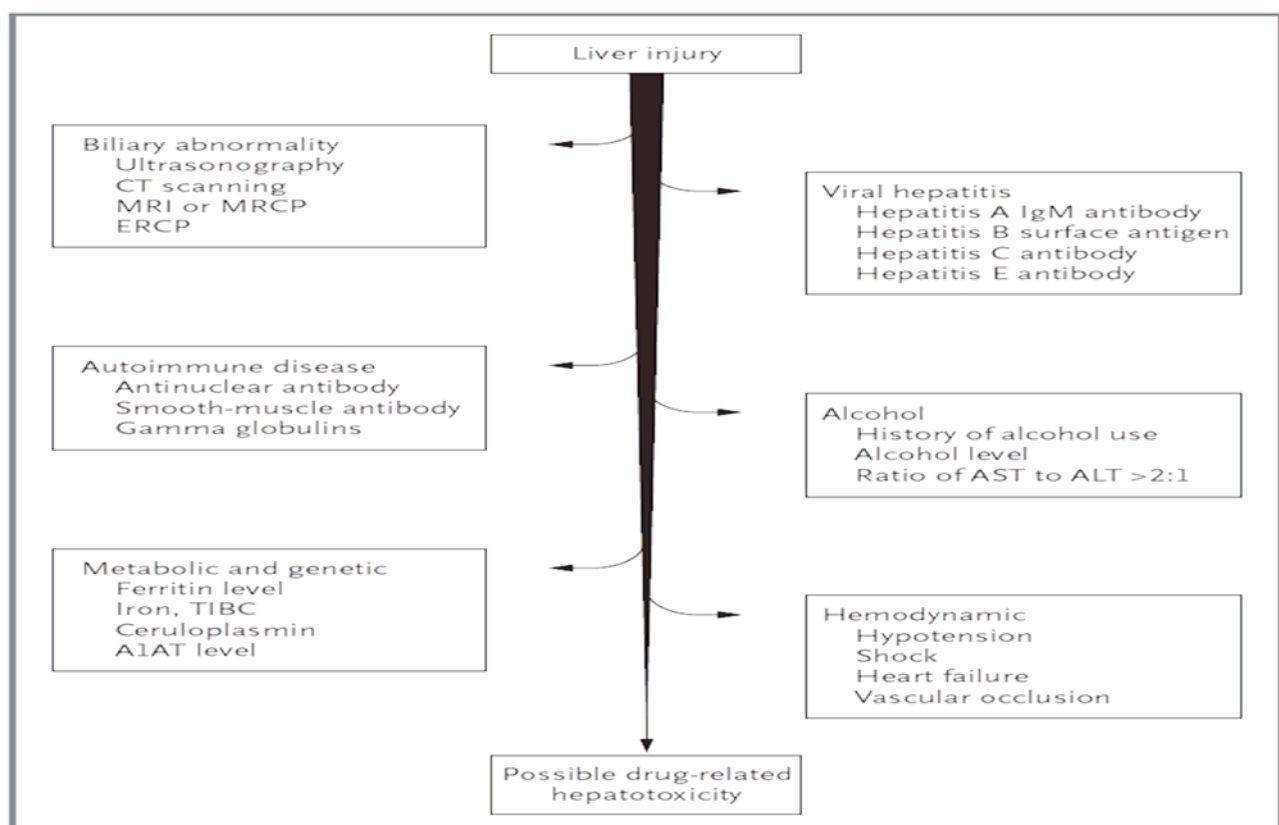 Liver injury
Biliary abnormality
Ultrasonography
CT scanning
MRI or MRCP
ERCP
Viral hepatitis
Hepatitis A IgM antibody
Hepatitis B surface antigen
Hepatitis C antibody
Hepatitis E antibody
Autoimmune disease
Antinuclear antibody
Smooth-muscle antibody
Gamma globulins
Alcohol
History of alcohol use
Alcohol level
Ratio of AST to ALT >2:1
Metabolic and genetic
Ferritin level
Iron, TIBC
Ceruloplasmin
A1AT level
Hemodynamic
Hypotension
Shock
Heart failure
Vascular occlusion
Possible drug-related
hepatotoxicity